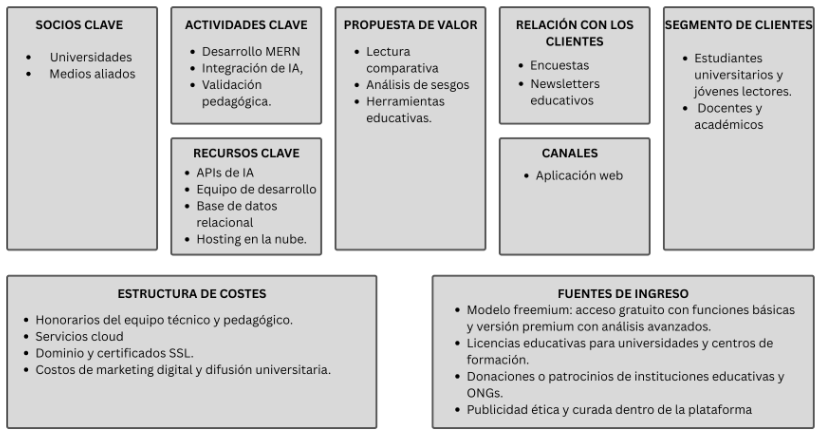 SOCIOS CLAVE
Universidades
Medios aliados
ACTIVIDADES CLAVE
Desarrollo MERN
Integración de IA,
Validación
pedagógica.
RECURSOS CLAVE
APIs de IA
Equipo de desarrollo
Base de datos
relacional
Hosting en la nube.
PROPUESTA DE VALOR
Lectura
comparativa
Análisis de sesgos
Herramientas
educativas.
RELACIÓN CON LOS
CLIENTES
Encuestas
Newsletters
educativos
CANALES
Aplicación web
SEGMENTO DE CLIENTES
Estudiantes
universitarios y
jóvenes lectores.
Docentes y
académicos
ESTRUCTURA DE COSTES
Honorarios del equipo técnico y pedagógico.
Servicios cloud
Dominio y certificados SSL.
Costos de marketing digital y difusión universitaria.
FUENTES DE INGRESO
Modelo freemium: acceso gratuito con funciones básicas
y versión premium con análisis avanzados.
Licencias educativas para universidades y centros de
formación.
Donaciones o patrocinios de instituciones educativas y
ONGs.
Publicidad ética y curada dentro de la plataforma